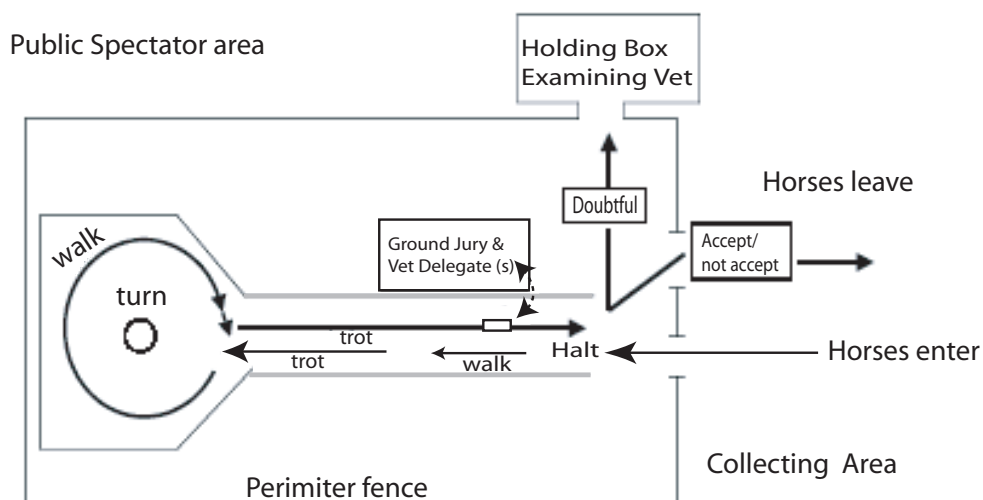 Public Spectator area
Holding Box
Examining Vet
Horses leave
Doubtful
Accept/
not accept
Ground Jury &
Vet Delegate (s)
walk
turn
trot
trot
walk
Halt
Horses enter
Collecting Area
Perimiter fence